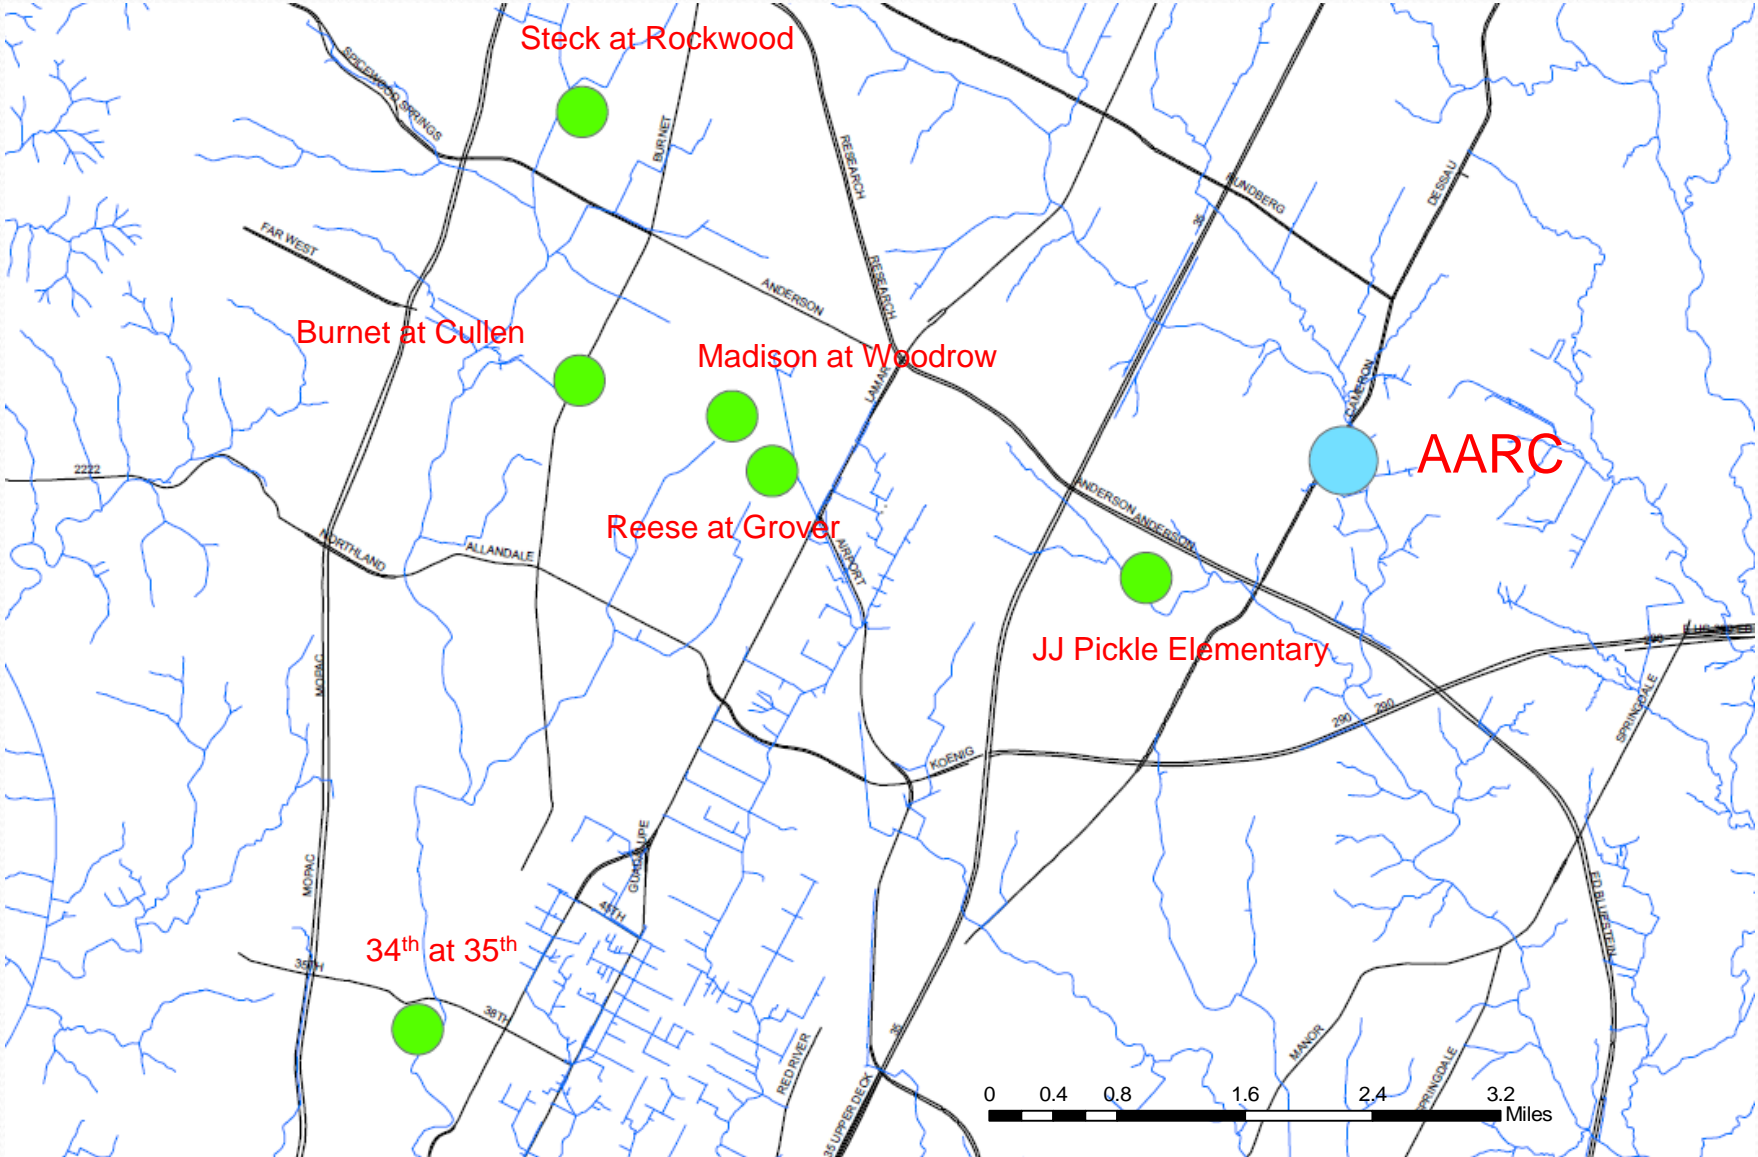 Steck at Rockwood
SPICEWOOD SPRINGS
BURNET
RESEARCH
RUNDBERG
DESSAU
35
FAR WEST
RESEARCH
ANDERSON
Burnet at Cullen
Madison at Woodrow
LAMAR
CAMERON
AARC
2222
ANDERSON
ANDERSON
Reese at Grover
NORTHLAND
ALLANDALE
AIRPORT
JJ Pickle Elementary
290
MOPAC
SPRINGDALE
290
290
KOENIG
GUADALUPE
MOPAC
45TH
ED BLUESTEIN
34th at 35th
35TH
38TH
35
RED RIVER
MANOR
SPRINGDALE
35 UPPER DECK
0 0.4 0.8 1.6 2.4 3.2
Miles